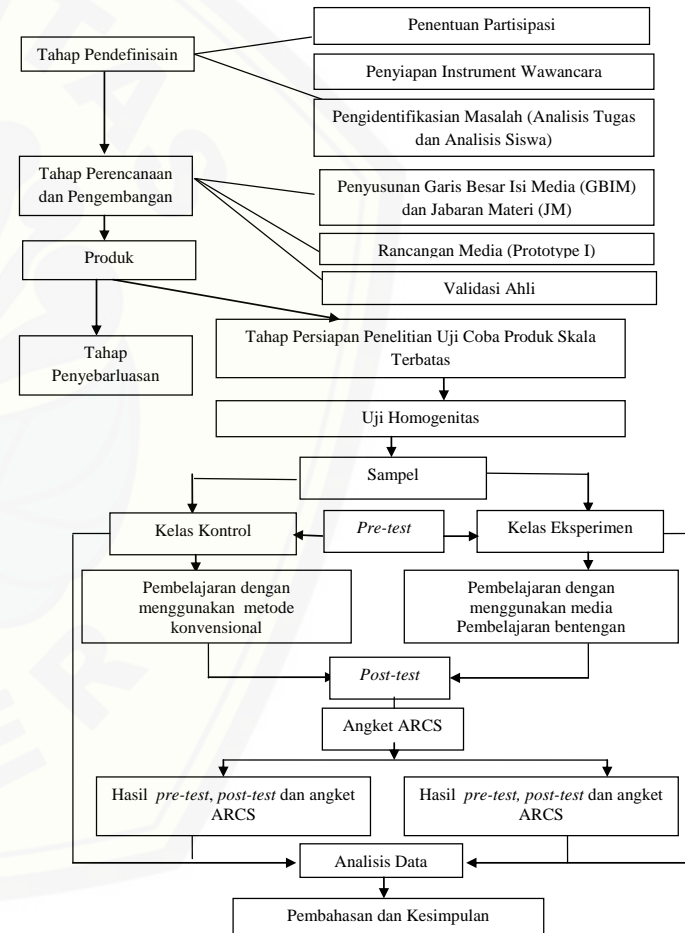 Penentuan Partisipasi
Tahap Pendefinisain
Penyiapan Instrument Wawancara
Pengidentifikasian Masalah (Analisis Tugas
dan Analisis Siswa)
Tahap Perencanaan
dan Pengembangan
Penyusunan Garis Besar Isi Media (GBIM)
dan Jabaran Materi (JM)
Rancangan Media (Prototype I)
Produk
Validasi Ahli
Tahap
Penyebarluasan
Tahap Persiapan Penelitian Uji Coba Produk Skala
Terbatas
Uji Homogenitas
Sampel
Kelas Kontrol
Pre-test
Kelas Eksperimen
Pembelajaran dengan
menggunakan metode
konvensional
Pembelajaran dengan
menggunakan media
Pembelajaran bentengan
Post-test
Angket ARCS
Hasil pre-test, post-test dan angket
ARCS
Hasil pre-test, post-test dan angket
ARCS
Analisis Data
Pembahasan dan Kesimpulan